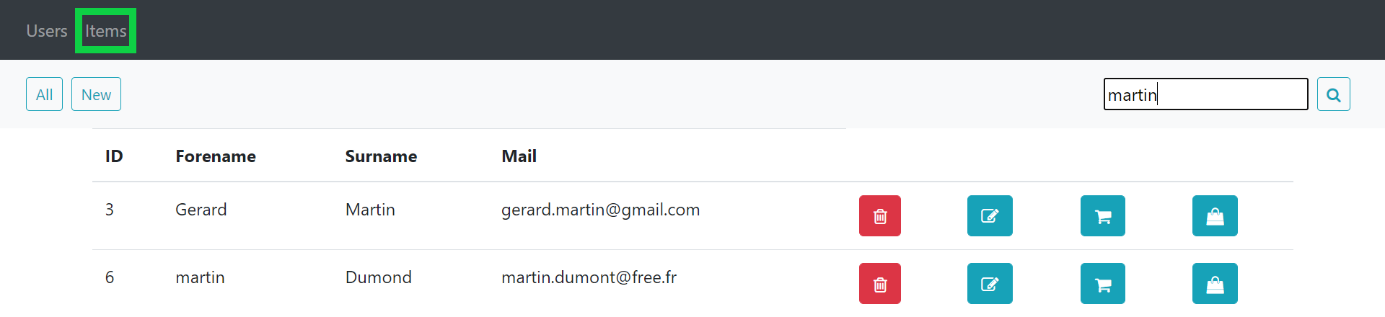 Users Items
All New martin
ID Forename Surname Mail
3 Gerard Martin gerard.martin@gmail.com
6 martin Dumond martin.dumont@free.fr